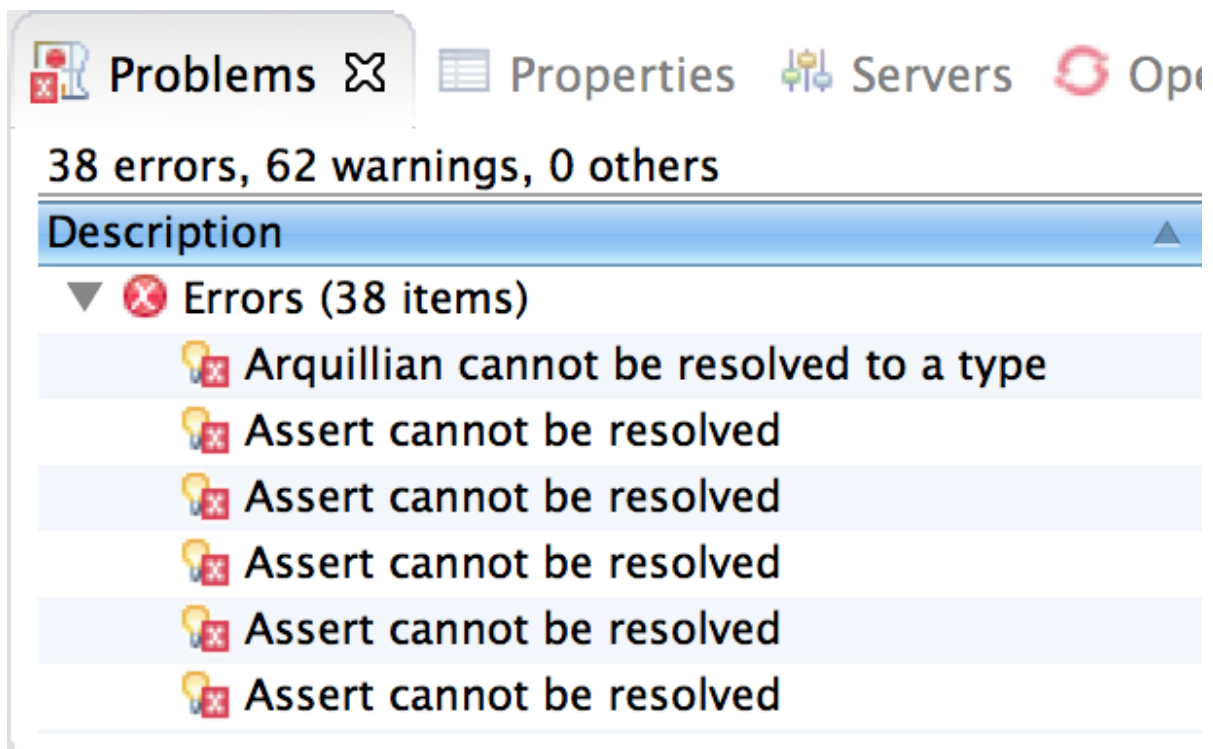 Problems Properties Servers Ope
38 errors, 62 warnings, 0 others
Description
Errors (38 items)
Arquillian cannot be resolved to a type
Assert cannot be resolved
Assert cannot be resolved
Assert cannot be resolved
Assert cannot be resolved
Assert cannot be resolved